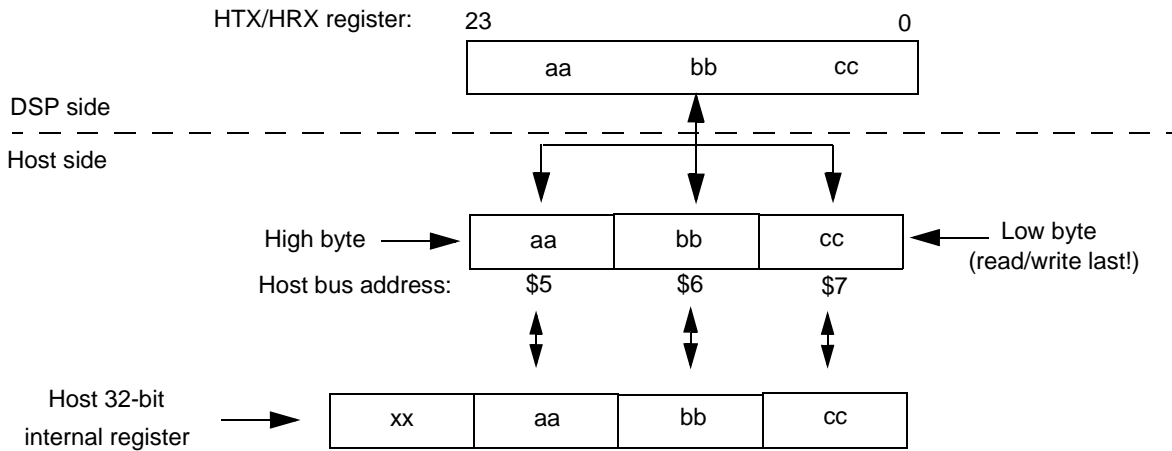 HTX/HRX register: 23 0
aa bb cc
DSP side
Host side
High byte aa bb cc Low byte
(read/write last!)
Host bus address: $5 $6 $7
Host 32-bit
internal register
xx aa bb cc